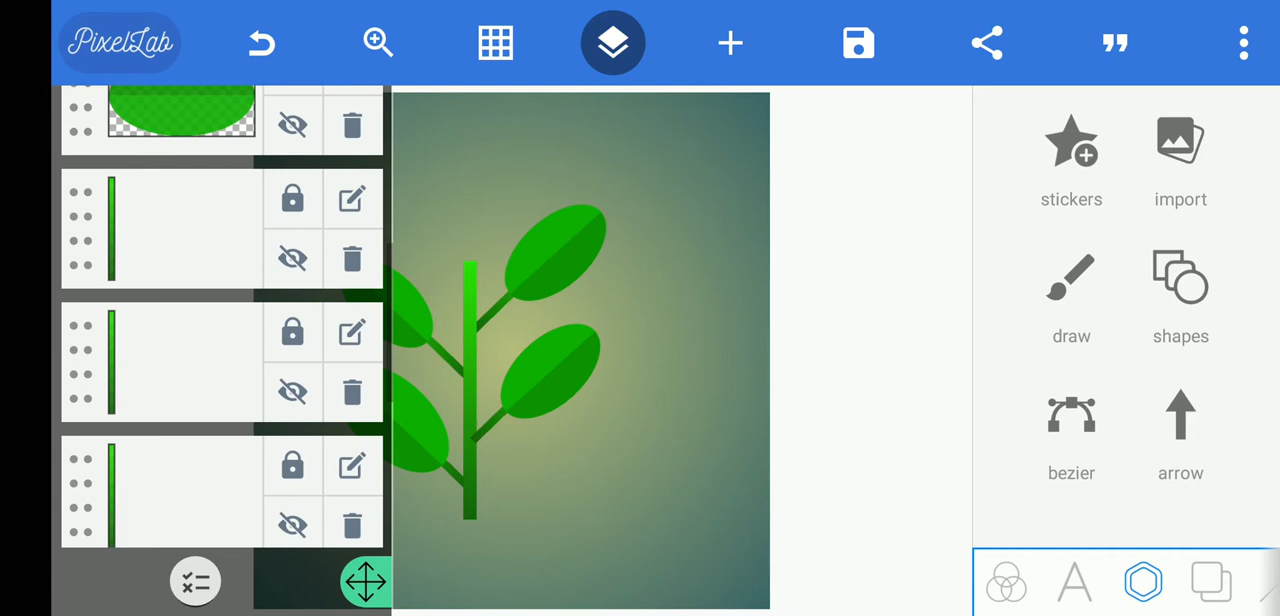 PixelLab
stickers
import
draw
shapes
bezier
arrow